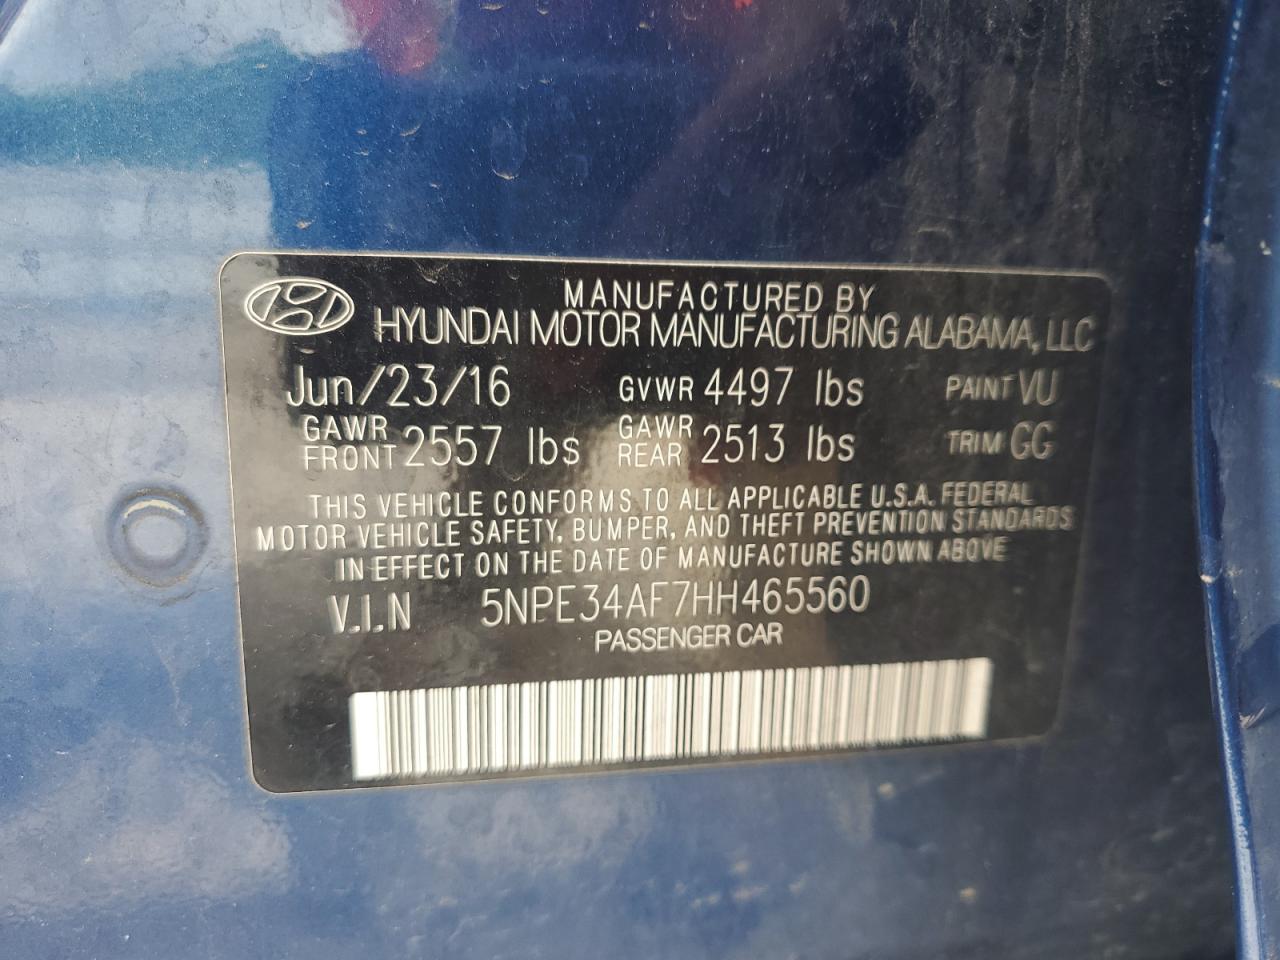 MANUFACTURED BY
HYUNDAI MOTOR MANUFACTURING ALABAMA, LLC
Jun/23/16 GVWR 4497 lbs PAINT VU
GAWR FRONT 2557 lbs GAWR REAR 2513 lbs TRIM GG
THIS VEHICLE CONFORMS TO ALL APPLICABLE U.S.A. FEDERAL
MOTOR VEHICLE SAFETY, BUMPER, AND THEFT PREVENTION STANDARDS
IN EFFECT ON THE DATE OF MANUFACTURE SHOWN ABOVE
V.I.N 5NPE34AF7HH465560
PASSENGER CAR